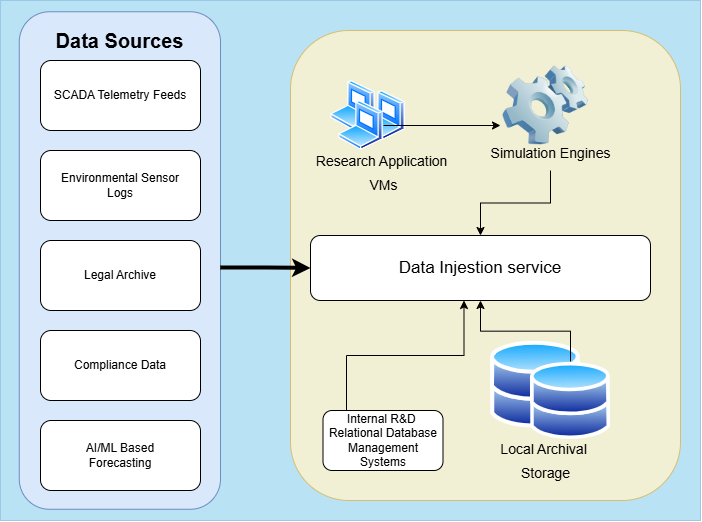 Data Sources
SCADA Telemetry Feeds
Environmental Sensor
Logs
Legal Archive
Compliance Data
AI/ML Based
Forecasting
Research Application
VMs
Simulation Engines
Data Injestion service
Internal R&D
Relational Database
Management
Systems
Local Archival
Storage